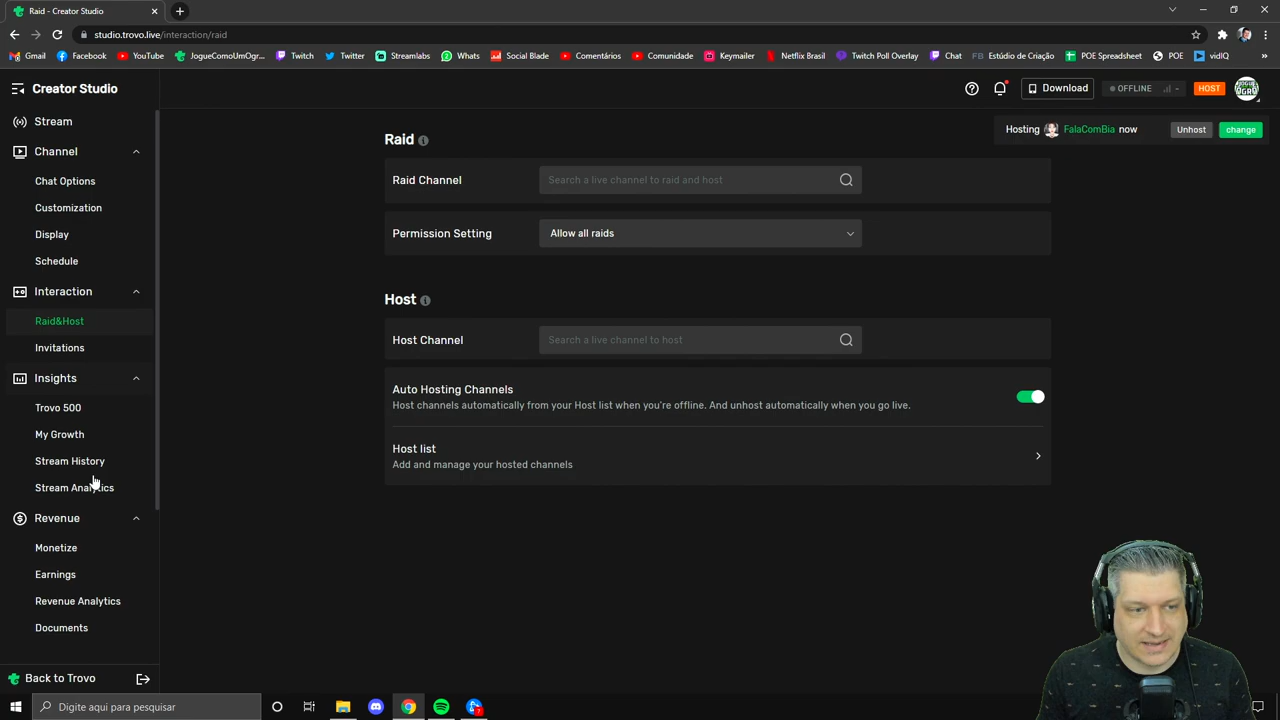 Raid - Creator Studio
studio.trovo.live/interaction/raid
Gmail Facebook YouTube JogueComoUmOgr... Twitch Twitter Streamlabs Whats Social Blade Comentários Comunidade Keymailer Netflix Brasil Twitch Poll Overlay Chat Estúdio de Criação POE Spreadsheet POE vidIQ »
Creator Studio
Download
OFFLINE
HOST
Hosting FalaComBia now
Unhost
change
Stream
Channel
Chat Options
Customization
Display
Schedule
Interaction
Raid&Host
Invitations
Insights
Trovo 500
My Growth
Stream History
Stream Analytics
Revenue
Monetize
Earnings
Revenue Analytics
Documents
Back to Trovo
Raid
Raid Channel
Search a live channel to raid and host
Permission Setting
Allow all raids
Host
Host Channel
Search a live channel to host
Auto Hosting Channels
Host channels automatically from your Host list when you're offline. And unhost automatically when you go live.
Host list
Add and manage your hosted channels
Digite aqui para pesquisar